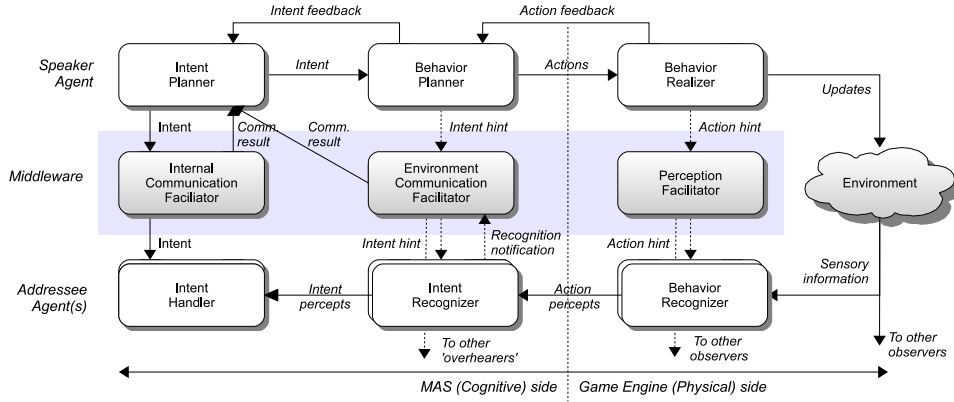 Intent feedback
Action feedback
Speaker
Agent
Intent
Planner
Intent
Behavior
Planner
Actions
Behavior
Realizer
Updates
Intent
Comm.
result
Comm.
result
Intent hint
Action hint
Middleware
Internal
Communication
Faciliator
Environment
Communication
Facilitator
Perception
Facilitator
Environment
Intent
Intent hint
Recognition
notification
Action hint
Sensory
information
Addressee
Agent(s)
Intent
Handler
Intent
percepts
Intent
Recognizer
Action
percepts
Behavior
Recognizer
To other
'overhearers'
To other
observers
To other
observers
MAS (Cognitive) side
Game Engine (Physical) side